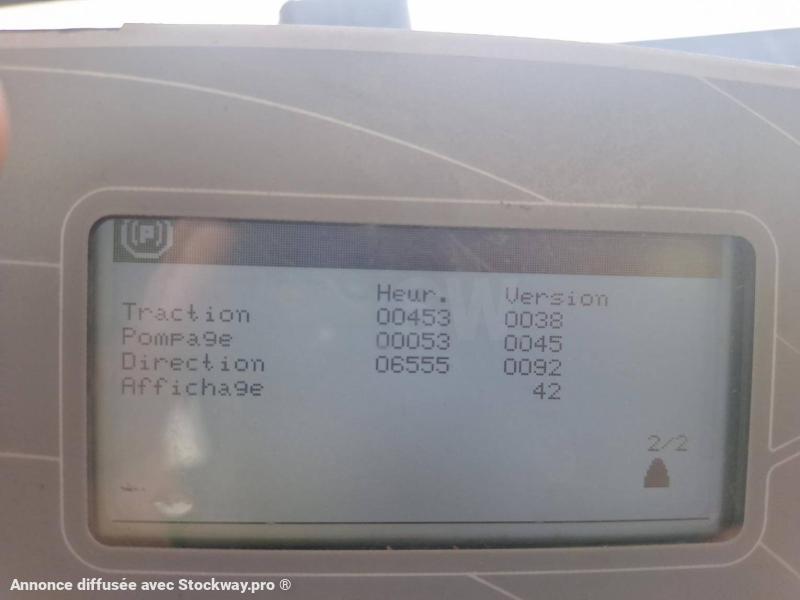 (P)
Heur. Version
Traction 00453 0038
Pompage 00053 0045
Direction 06555 0092
Affichage 42
2/2
Annonce diffusée avec Stockway.pro ®